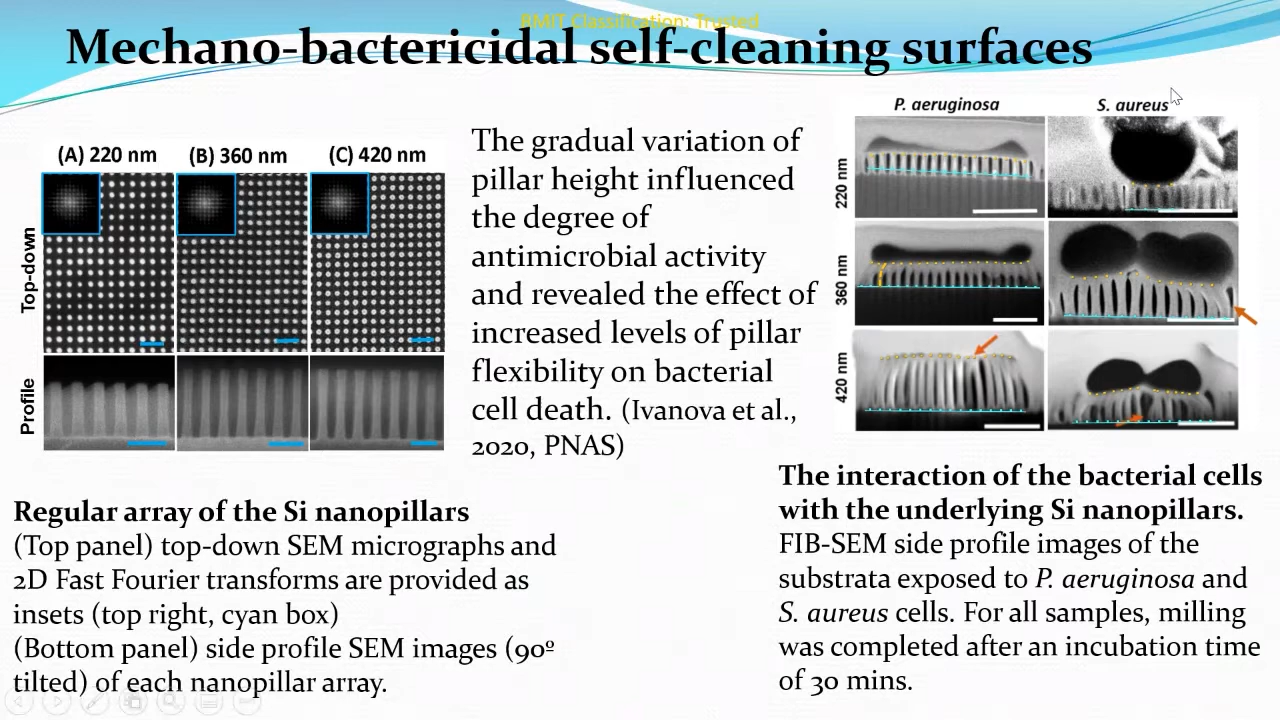 RMIT Classification: Trusted
Mechano-bactericidal self-cleaning surfaces
(A) 220 nm
(B) 360 nm
(C) 420 nm
Top-down
Profile
The gradual variation of
pillar height influenced
the degree of
antimicrobial activity
and revealed the effect of
increased levels of pillar
flexibility on bacterial
cell death. (Ivanova et al.,
2020, PNAS)
P. aeruginosa
S. aureus
220 nm
360 nm
420 nm
Regular array of the Si nanopillars
(Top panel) top-down SEM micrographs and
2D Fast Fourier transforms are provided as
insets (top right, cyan box)
(Bottom panel) side profile SEM images (90º
tilted) of each nanopillar array.
The interaction of the bacterial cells
with the underlying Si nanopillars.
FIB-SEM side profile images of the
substrata exposed to P. aeruginosa and
S. aureus cells. For all samples, milling
was completed after an incubation time
of 30 mins.